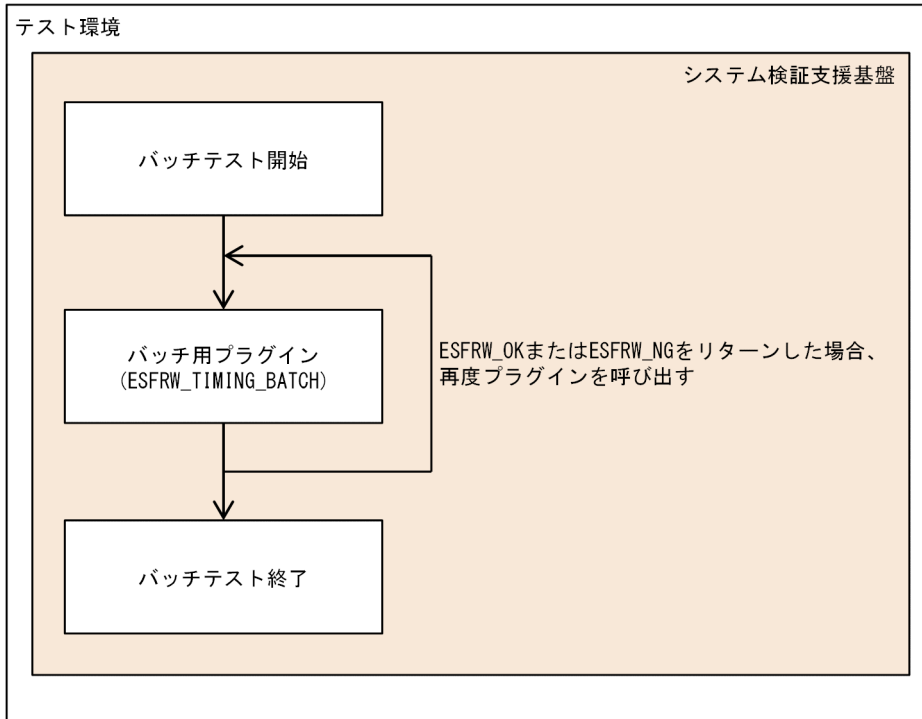 テスト環境
システム検証支援基盤
バッチテスト開始
バッチ用プラグイン
(ESFRW_TIMING_BATCH)
ESFRW_OKまたはESFRW_NGをリターンした場合、
再度プラグインを呼び出す
バッチテスト終了